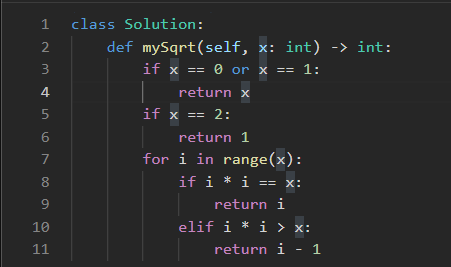 1 class Solution:
2     def mySqrt(self, x: int) -> int:
3         if x == 0 or x == 1:
4             return x
5         if x == 2:
6             return 1
7         for i in range(x):
8             if i * i == x:
9                 return i
10             elif i * i > x:
11                 return i - 1